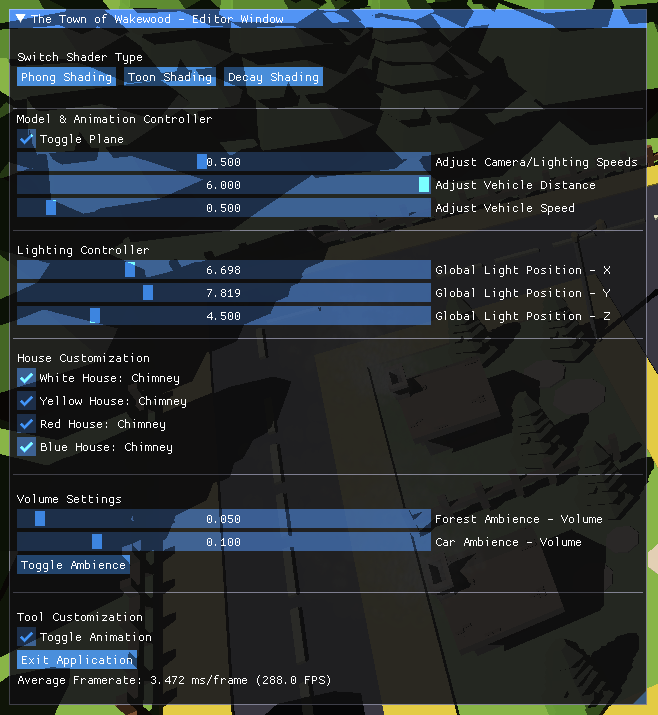 The Town of Wakewood - Editor Window
Switch Shader Type
Phong Shading Toon Shading Decay Shading
Model & Animation Controller
Toggle Plane
0.500 Adjust Camera/Lighting Speeds
6.000 Adjust Vehicle Distance
0.500 Adjust Vehicle Speed
Lighting Controller
6.698 Global Light Position - X
7.819 Global Light Position - Y
4.500 Global Light Position - Z
House Customization
White House: Chimney
Yellow House: Chimney
Red House: Chimney
Blue House: Chimney
Volume Settings
0.050 Forest Ambience - Volume
0.100 Car Ambience - Volume
Toggle Ambience
Tool Customization
Toggle Animation
Exit Application
Average Framerate: 3.472 ms/frame (288.0 FPS)